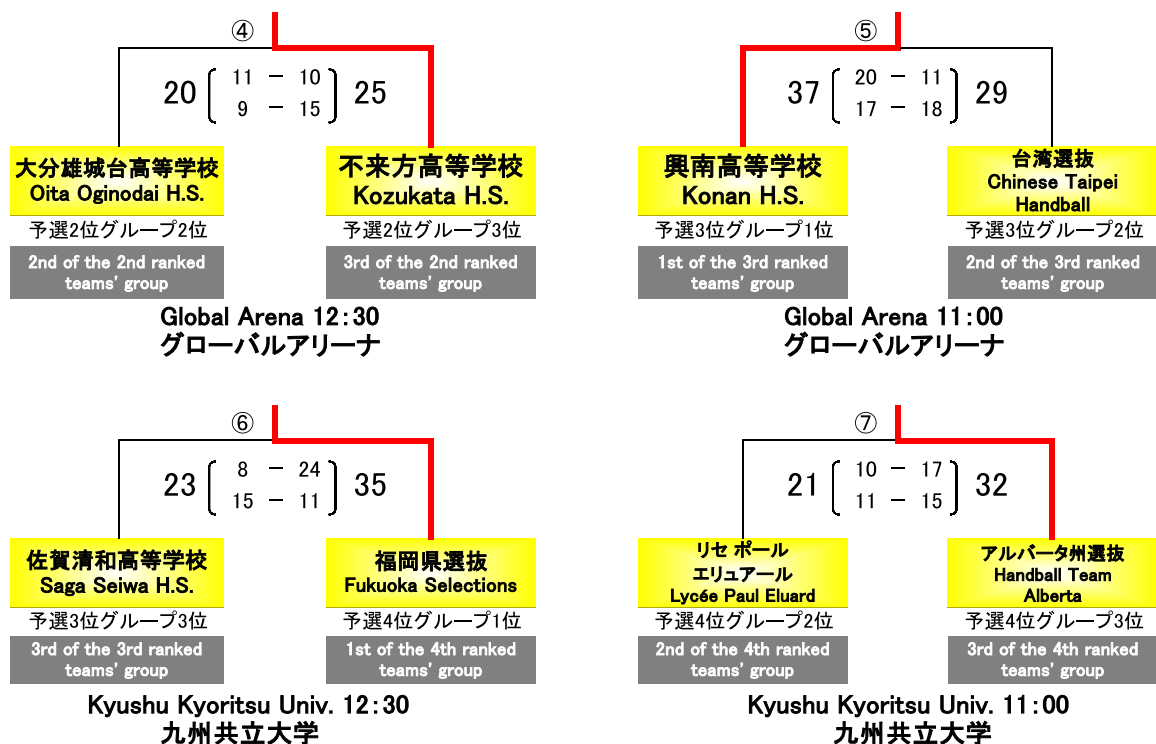 ④
20 11 － 10 25
9 － 15
大分雄城台高等学校
Oita Oginodai H.S.
予選2位グループ2位
2nd of the 2nd ranked
teams' group
不来方高等学校
Kozukata H.S.
予選2位グループ3位
3rd of the 2nd ranked
teams' group
Global Arena 12：30
グローバルアリーナ
⑤
37 20 － 11 29
17 － 18
興南高等学校
Konan H.S.
予選3位グループ1位
1st of the 3rd ranked
teams' group
台湾選抜
Chinese Taipei
Handball
予選3位グループ2位
2nd of the 3rd ranked
teams' group
Global Arena 11：00
グローバルアリーナ
⑥
23 8 － 24 35
15 － 11
佐賀清和高等学校
Saga Seiwa H.S.
予選3位グループ3位
3rd of the 3rd ranked
teams' group
福岡県選抜
Fukuoka Selections
予選4位グループ1位
1st of the 4th ranked
teams' group
Kyushu Kyoritsu Univ. 12：30
九州共立大学
⑦
21 10 － 17 32
11 － 15
リセ ポール
エリュアール
Lycée Paul Eluard
予選4位グループ2位
2nd of the 4th ranked
teams' group
アルバータ州選抜
Handball Team
Alberta
予選4位グループ3位
3rd of the 4th ranked
teams' group
Kyushu Kyoritsu Univ. 11：00
九州共立大学